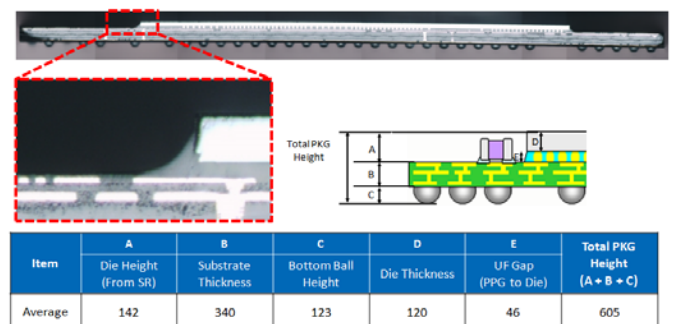 Total PKG
Height
A
B
C
D
E
Item
A
Die Height
(From SR)
B
Substrate
Thickness
C
Bottom Ball
Height
D
Die Thickness
E
UF Gap
(PPG to Die)
Total PKG
Height
(A + B + C)
Average
142
340
123
120
46
605